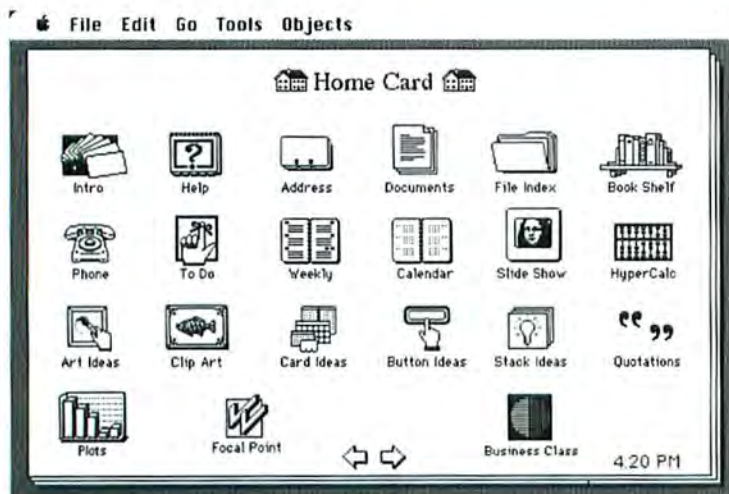 File Edit Go Tools Objects
Home Card
Intro Help Address Documents File Index Book Shelf
Phone To Do Weekly Calendar Slide Show HyperCalc
Art Ideas Clip Art Card Ideas Button Ideas Stack Ideas Quotations
Plots Focal Point Business Class 4:20 PM